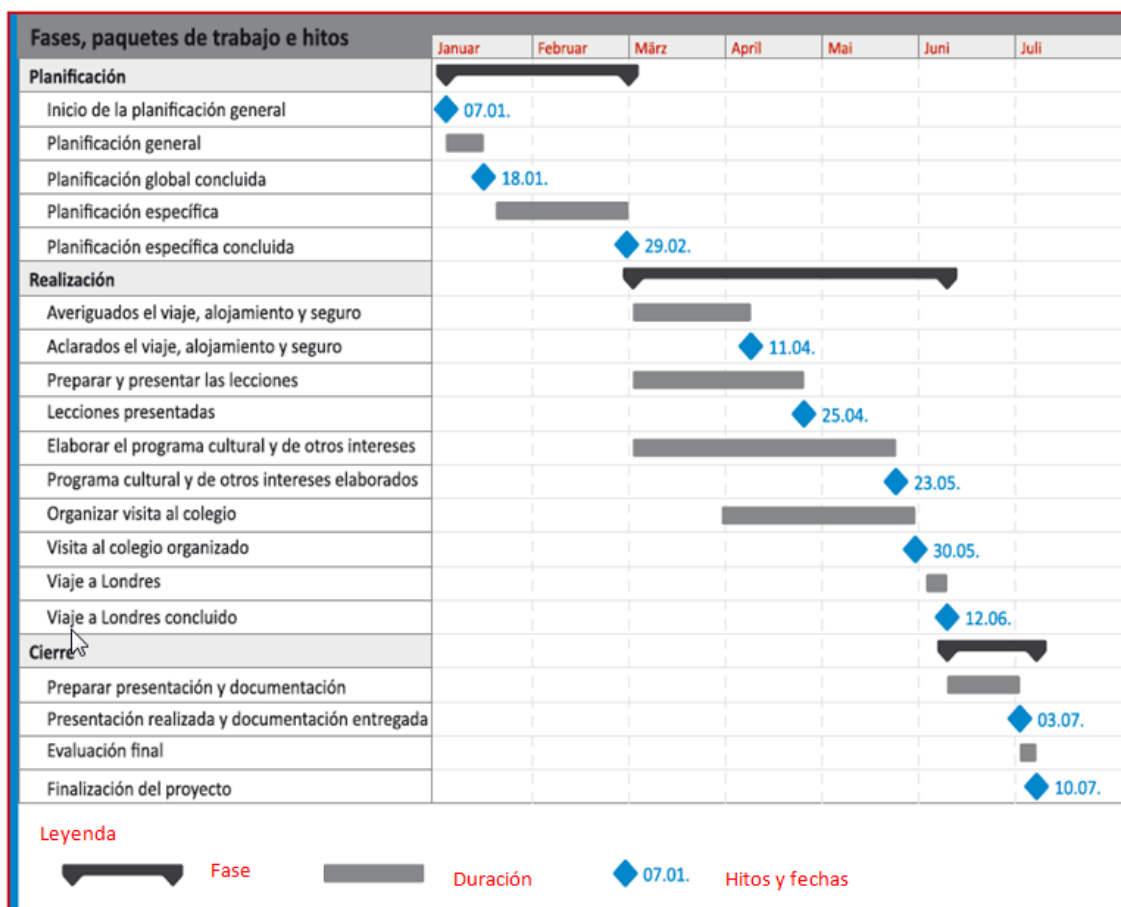 Fases, paquetes de trabajo e hitos
Januar Februar März April Mai Juni Juli
Planificación
Inicio de la planificación general 07.01.
Planificación general
Planificación global concluida 18.01.
Planificación específica
Planificación específica concluida 29.02.
Realización
Averiguados el viaje, alojamiento y seguro
Aclarados el viaje, alojamiento y seguro 11.04.
Preparar y presentar las lecciones
Lecciones presentadas 25.04.
Elaborar el programa cultural y de otros intereses
Programa cultural y de otros intereses elaborados 23.05.
Organizar visita al colegio
Visita al colegio organizado 30.05.
Viaje a Londres
Viaje a Londres concluido 12.06.
Cierre
Preparar presentación y documentación
Presentación realizada y documentación entregada 03.07.
Evaluación final
Finalización del proyecto 10.07.
Leyenda
Fase Duración 07.01. Hitos y fechas